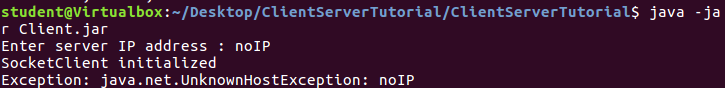 student@Virtualbox:~/Desktop/ClientServerTutorial/ClientServerTutorial$ java -ja
r Client.jar
Enter server IP address : noIP
SocketClient initialized
Exception: java.net.UnknownHostException: noIP